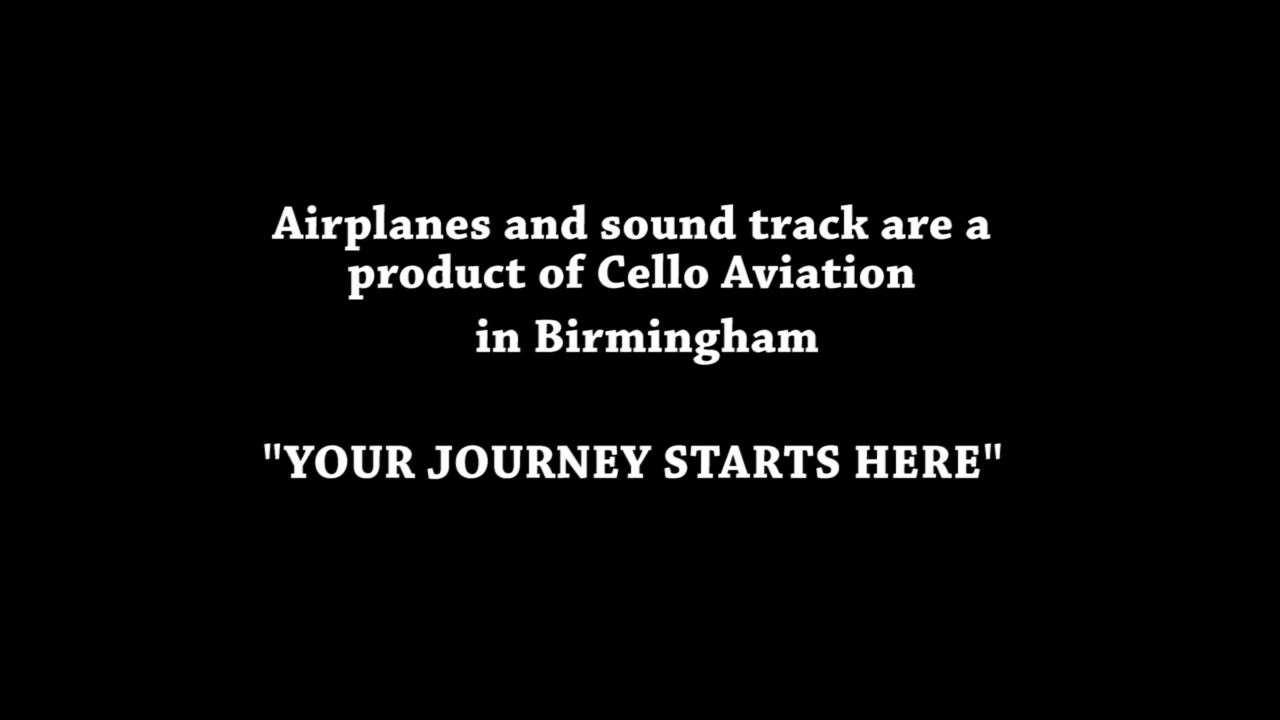 Airplanes and sound track are a
product of Cello Aviation
in Birmingham
"YOUR JOURNEY STARTS HERE"